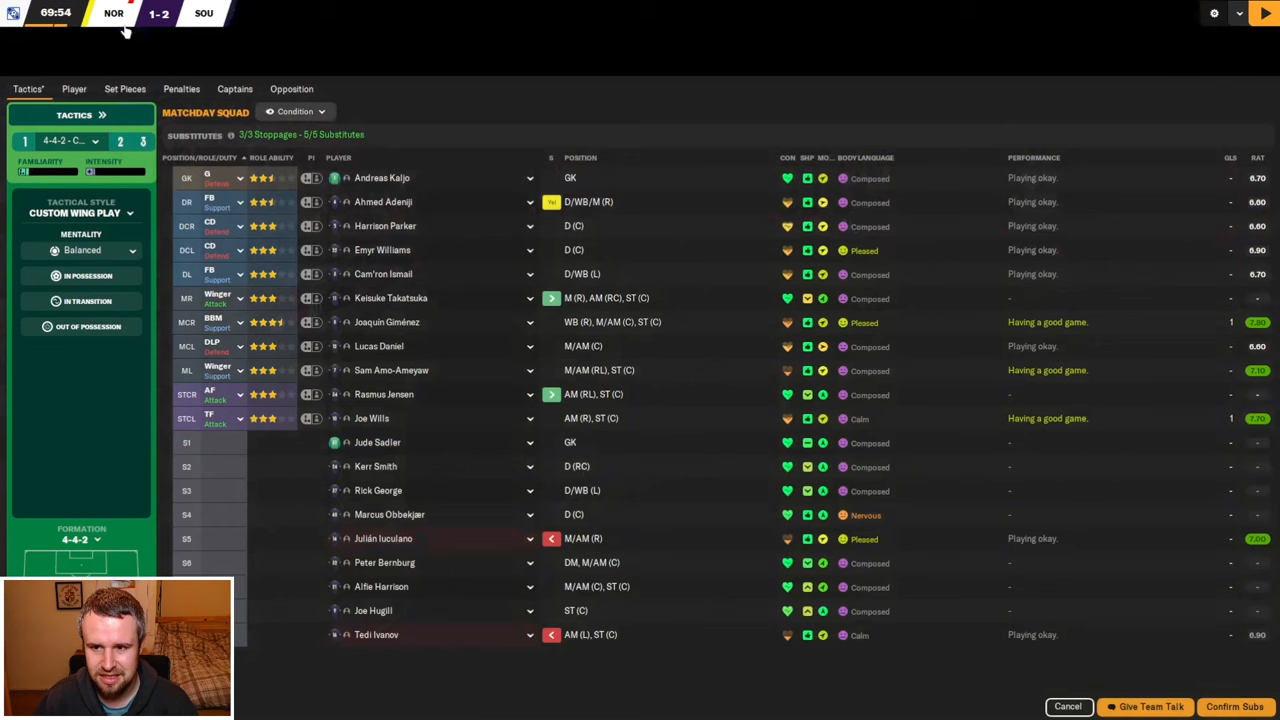 69:54 NOR 1 - 2 SOU
Tactics* Player Set Pieces Penalties Captains Opposition
TACTICS
MATCHDAY SQUAD Condition
SUBSTITUTES 3/3 Stoppages - 5/5 Substitutes
1 4-4-2 - C... 2 3
FAMILIARITY INTENSITY
TACTICAL STYLE
CUSTOM WING PLAY
MENTALITY
Balanced
IN POSSESSION
IN TRANSITION
OUT OF POSSESSION
FORMATION
4-4-2
POSITION/ROLE/DUTY ROLE ABILITY PI PLAYER S POSITION CON SHP MO... BODY LANGUAGE PERFORMANCE GLS RAT
GK G Defend Andreas Kaljo GK Composed Playing okay. - 6.70
DR FB Support Ahmed Adeniji Yel D/WB/M (R) Composed Playing okay. - 6.60
DCR CD Defend Harrison Parker D (C) Composed Playing okay. - 6.60
DCL CD Defend Emyr Williams D (C) Pleased Playing okay. - 6.90
DL FB Support Cam'ron Ismail D/WB (L) Composed Playing okay. - 6.70
MR Winger Attack Keisuke Takatsuka M (R), AM (RC), ST (C) Composed - - -
MCR BBM Support Joaquín Giménez WB (R), M/AM (C), ST (C) Pleased Having a good game. 1 7.80
MCL DLP Defend Lucas Daniel M/AM (C) Composed Playing okay. - 6.60
ML Winger Support Sam Amo-Ameyaw M/AM (RL), ST (C) Composed Having a good game. - 7.10
STCR AF Attack Rasmus Jensen AM (RL), ST (C) Composed - - -
STCL TF Attack Joe Wills AM (R), ST (C) Calm Having a good game. 1 7.70
S1 Jude Sadler GK Composed - - -
S2 Kerr Smith D (RC) Composed - - -
S3 Rick George D/WB (L) Composed - - -
S4 Marcus Obbekjær D (C) Nervous - - -
S5 Julián Iuculano M/AM (R) Pleased Playing okay. - 7.00
S6 Peter Bernburg DM, M/AM (C) Composed - - -
Alfie Harrison M/AM (C), ST (C) Composed - - -
Joe Hugill ST (C) Composed - - -
Tedi Ivanov AM (L), ST (C) Calm Playing okay. - 6.90
Cancel Give Team Talk Confirm Subs